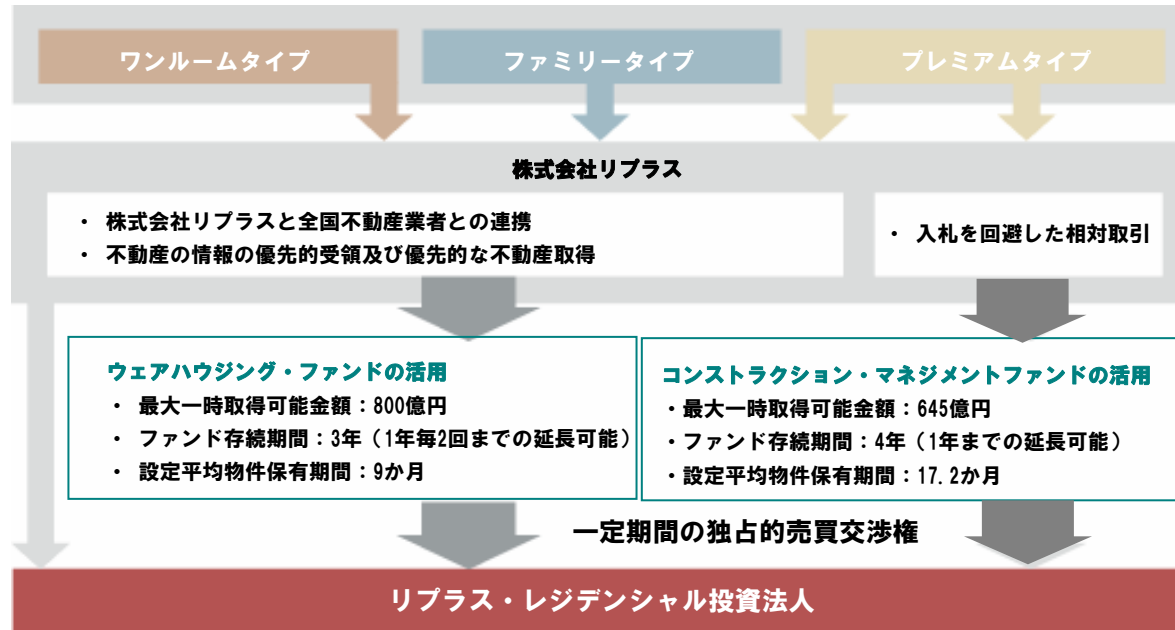 ワンルームタイプ
ファミリータイプ
プレミアムタイプ
株式会社リプラス
・ 株式会社リプラスと全国不動産業者との連携
・ 不動産の情報の優先的受領及び優先的な不動産取得
・ 入札を回避した相対取引
ウェアハウジング・ファンドの活用
・ 最大一時取得可能金額：800億円
・ ファンド存続期間：3年（1年毎2回までの延長可能）
・ 設定平均物件保有期間：9か月
コンストラクション・マネジメントファンドの活用
・最大一時取得可能金額：645億円
・ファンド存続期間：4年（1年までの延長可能）
・設定平均物件保有期間：17.2か月
一定期間の独占的売買交渉権
リプラス・レジデンシャル投資法人